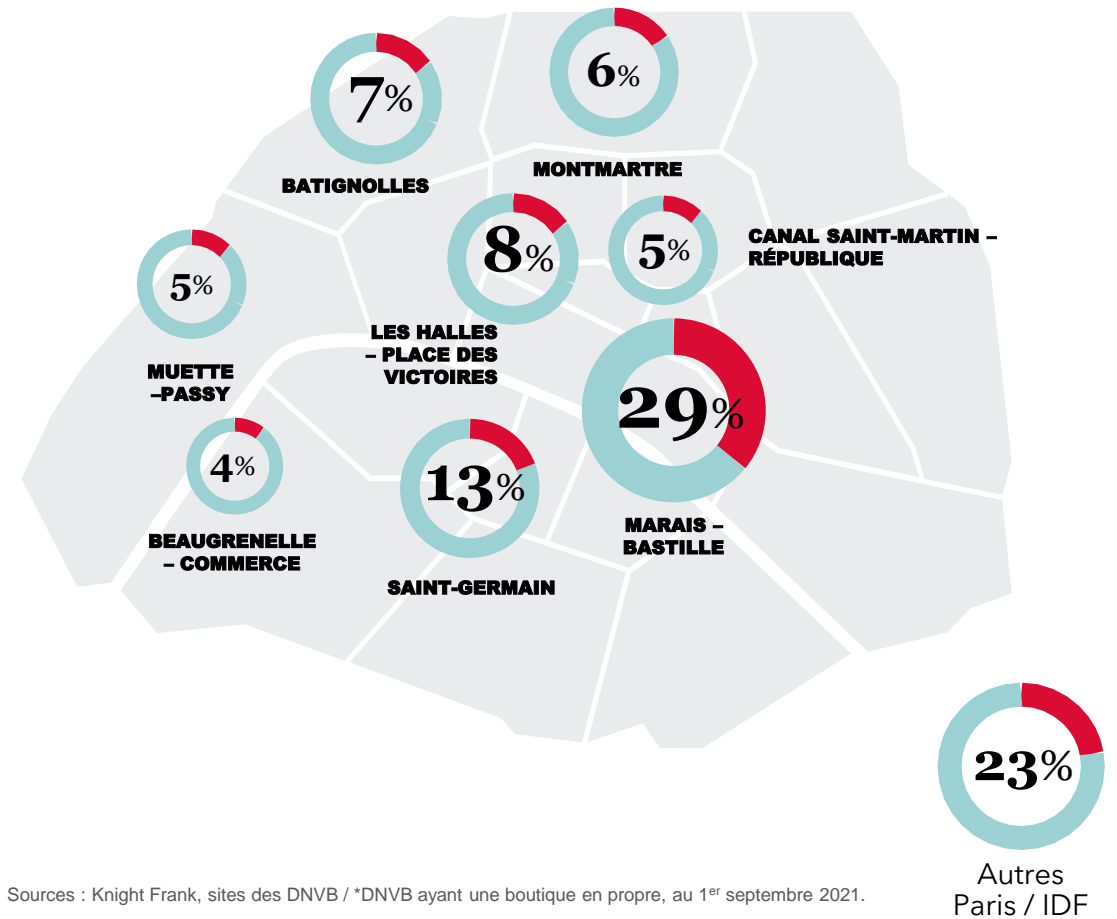 7%
BATIGNOLLES
6%
MONTMARTRE
8%
LES HALLES
– PLACE DES
VICTOIRES
5%
CANAL SAINT-MARTIN –
RÉPUBLIQUE
5%
MUETTE
–PASSY
29%
MARAIS –
BASTILLE
4%
BEAUGRENELLE
– COMMERCE
13%
SAINT-GERMAIN
23%
Autres
Paris / IDF
Sources : Knight Frank, sites des DNVB / *DNVB ayant une boutique en propre, au 1er septembre 2021.